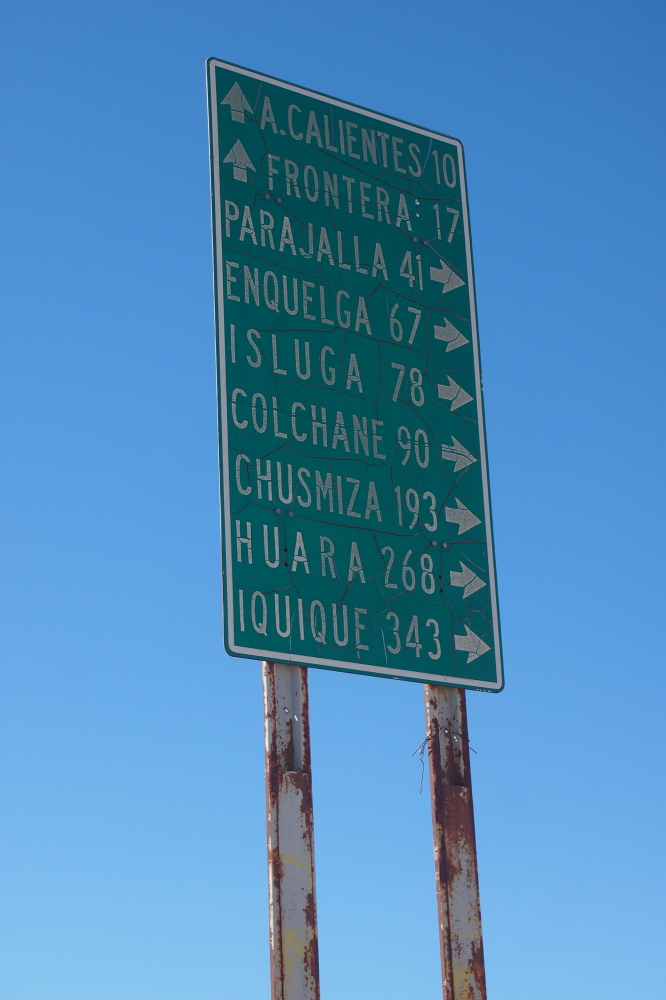 A.CALIENTES 10
FRONTERA 17
PARAJALLA 41
ENQUELGA 67
ISLUGA 78
COLCHANE 90
CHUSMIZA 193
HUARA 268
IQUIQUE 343